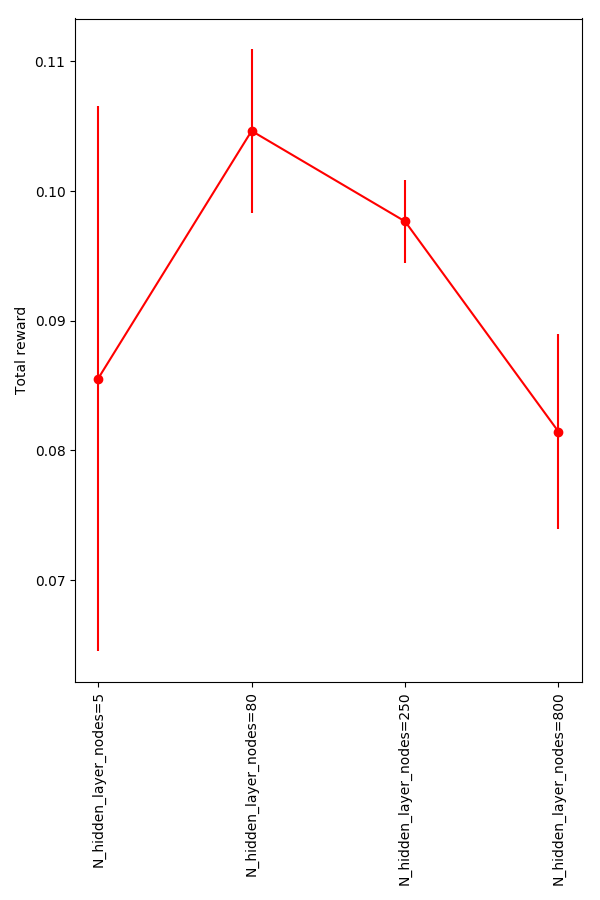 0.11
0.10
0.09
0.08
0.07
Total reward
N_hidden_layer_nodes=5
N_hidden_layer_nodes=80
N_hidden_layer_nodes=250
N_hidden_layer_nodes=800